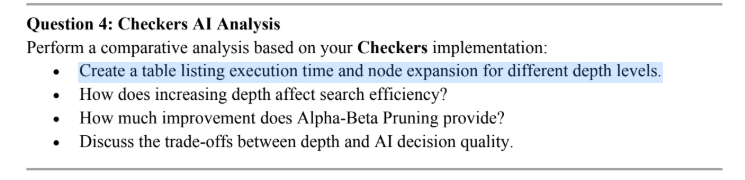 Question 4: Checkers AI Analysis
Perform a comparative analysis based on your Checkers implementation:
• Create a table listing execution time and node expansion for different depth levels.
• How does increasing depth affect search efficiency?
• How much improvement does Alpha-Beta Pruning provide?
• Discuss the trade-offs between depth and AI decision quality.